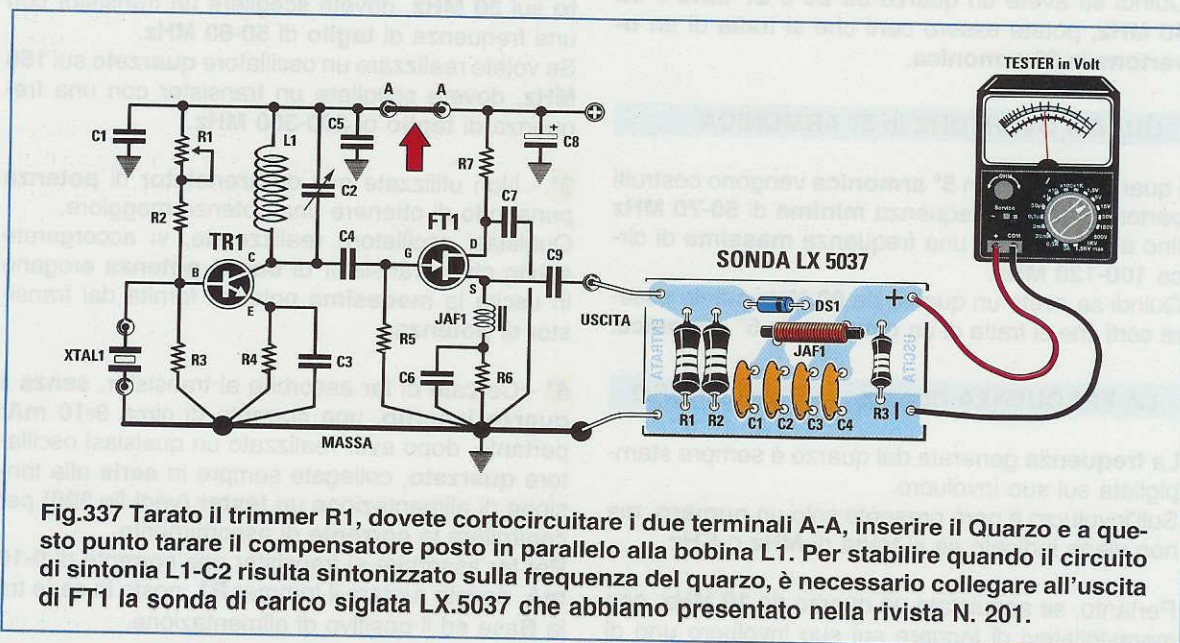 TESTER in Volt
A
A
C1
R1
L1
C5
C2
R7
C8
R2
FT1
C7
TR1
C4
G
D
S
C9
B
C
E
SONDA LX 5037
USCITA
ENTRATA
DS1
JAF1
USCITA
XTAL1
R3
R4
C3
R5
JAF1
C6
R6
R1
R2
C1
C2
C3
C4
R3
MASSA
Fig.337 Tarato il trimmer R1, dovete cortocircuitare i due terminali A-A, inserire il Quarzo e a que-
sto punto tarare il compensatore posto in parallelo alla bobina L1. Per stabilire quando il circuito
di sintonia L1-C2 risulta sintonizzato sulla frequenza del quarzo, è necessario collegare all'uscita
di FT1 la sonda di carico siglata LX.5037 che abbiamo presentato nella rivista N. 201.